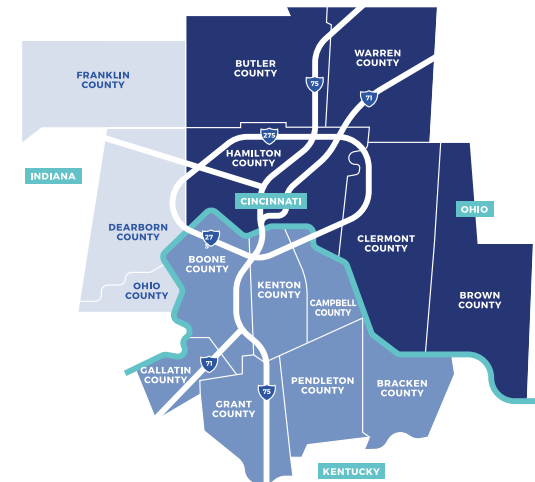 BUTLER
COUNTY
WARREN
COUNTY
FRANKLIN
COUNTY
75
71
275
HAMILTON
COUNTY
INDIANA
CINCINNATI
OHIO
DEARBORN
COUNTY
27
5
CLERMONT
COUNTY
BOONE
COUNTY
OHIO
COUNTY
KENTON
COUNTY
BROWN
COUNTY
CAMPBELL
COUNTY
71
GALLATIN
COUNTY
75
PENDLETON
COUNTY
BRACKEN
COUNTY
GRANT
COUNTY
KENTUCKY